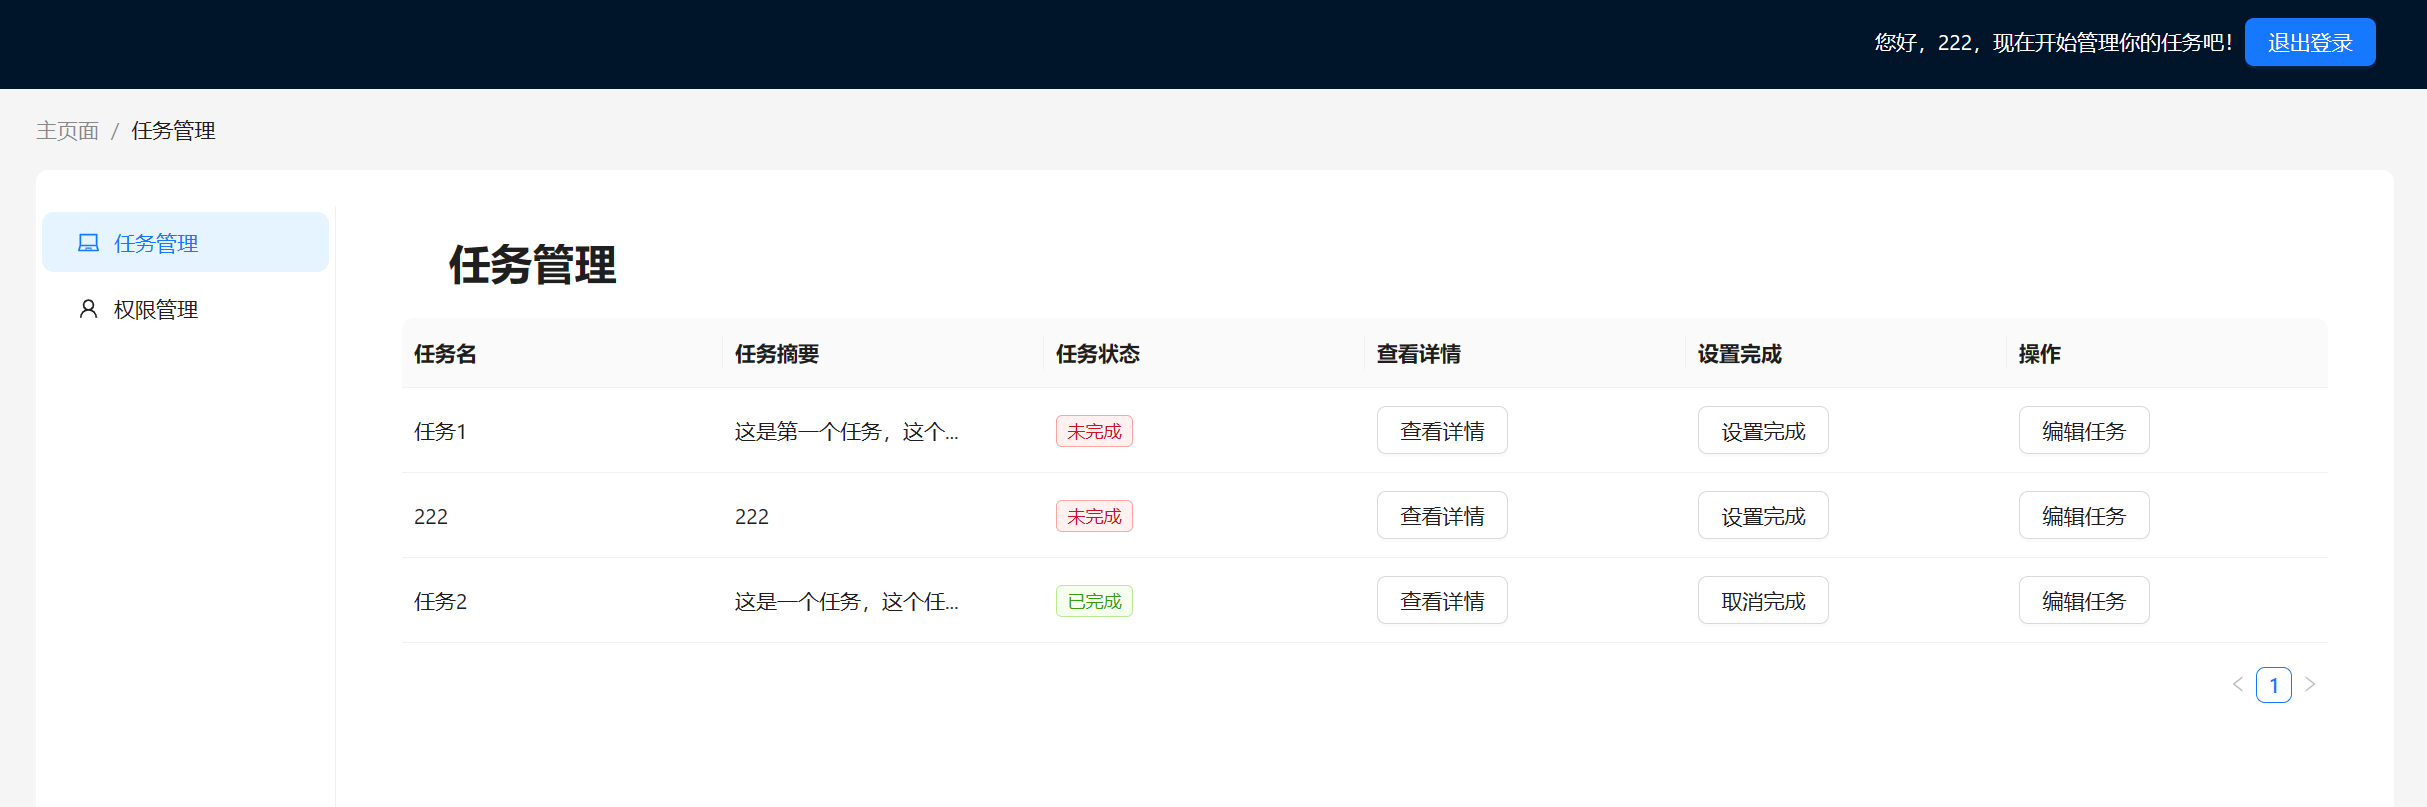 您好，222，现在开始管理你的任务吧！ 退出登录
主页面 / 任务管理
任务管理
权限管理
任务管理
任务名 任务摘要 任务状态 查看详情 设置完成 操作
任务1 这是第一个任务，这个... 未完成 查看详情 设置完成 编辑任务
222 222 未完成 查看详情 设置完成 编辑任务
任务2 这是一个任务，这个任... 已完成 查看详情 取消完成 编辑任务
< 1 >